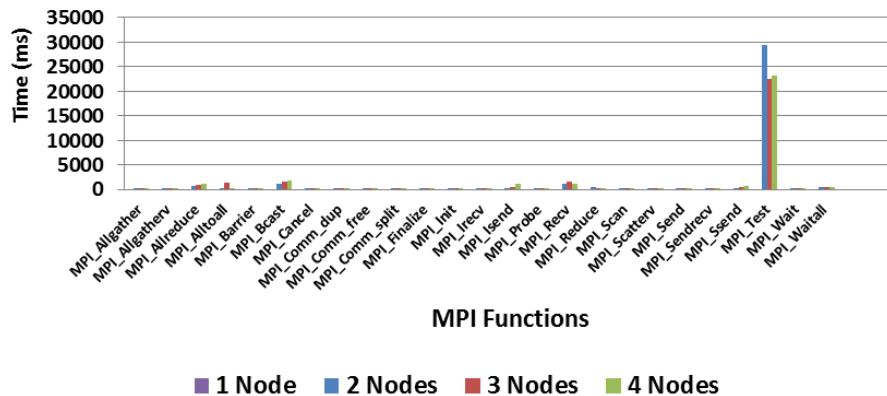 Time (ms)
35000
30000
25000
20000
15000
10000
5000
0
MPI_Allgather
MPI_Allgatherv
MPI_Allreduce
MPI_Alltoall
MPI_Barrier
MPI_Bcast
MPI_Cancel
MPI_Comm_dup
MPI_Comm_free
MPI_Comm_split
MPI_Finalize
MPI_Init
MPI_Irecv
MPI_Isend
MPI_Probe
MPI_Recv
MPI_Reduce
MPI_Scan
MPI_Scatterv
MPI_Send
MPI_Sendrecv
MPI_Ssend
MPI_Test
MPI_Wait
MPI_Waitall
MPI Functions
1 Node 2 Nodes 3 Nodes 4 Nodes